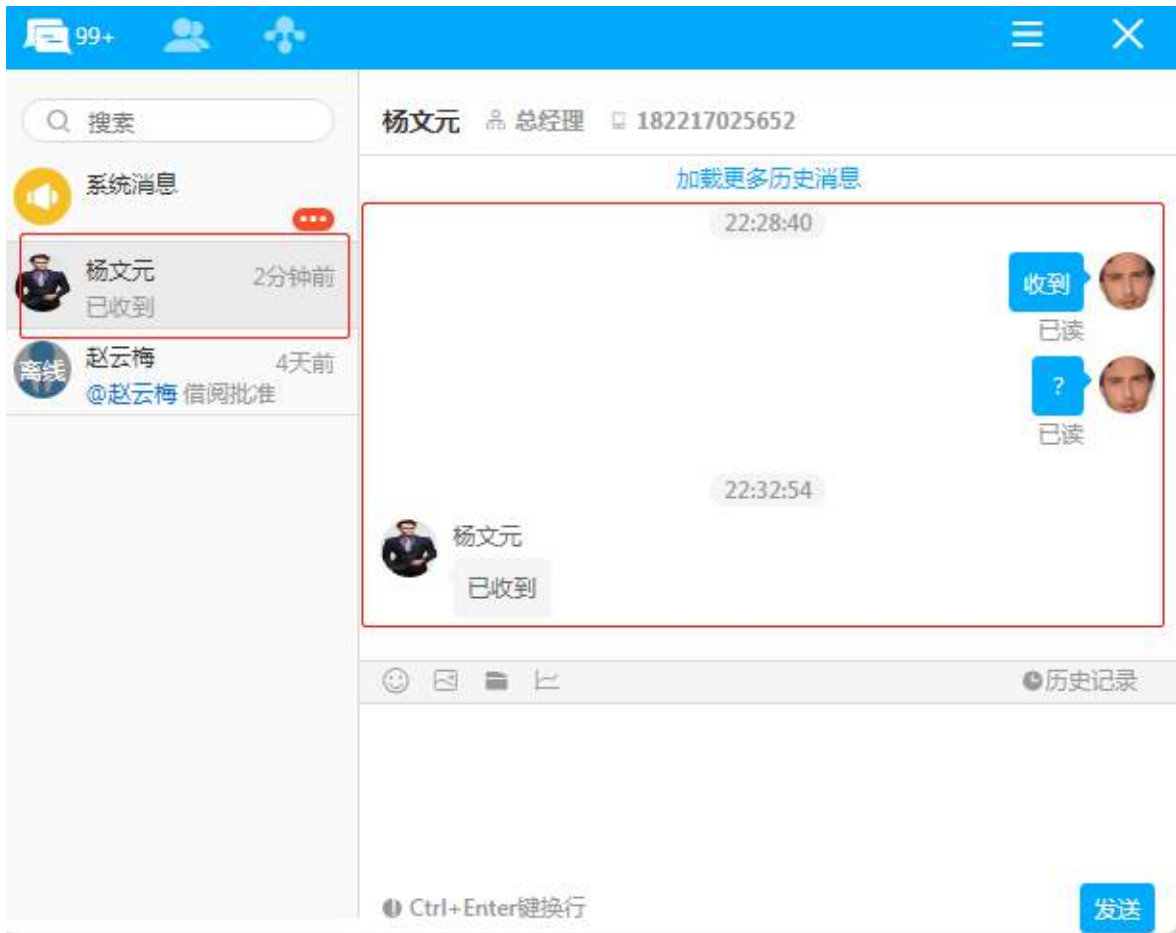 99+
搜索
系统消息
杨文元
2分钟前
已收到
离线
赵云梅
4天前
@赵云梅 借阅批准
杨文元 总经理 182217025652
加载更多历史消息
22:28:40
收到
已读
?
已读
22:32:54
杨文元
已收到
历史记录
Ctrl+Enter键换行
发送